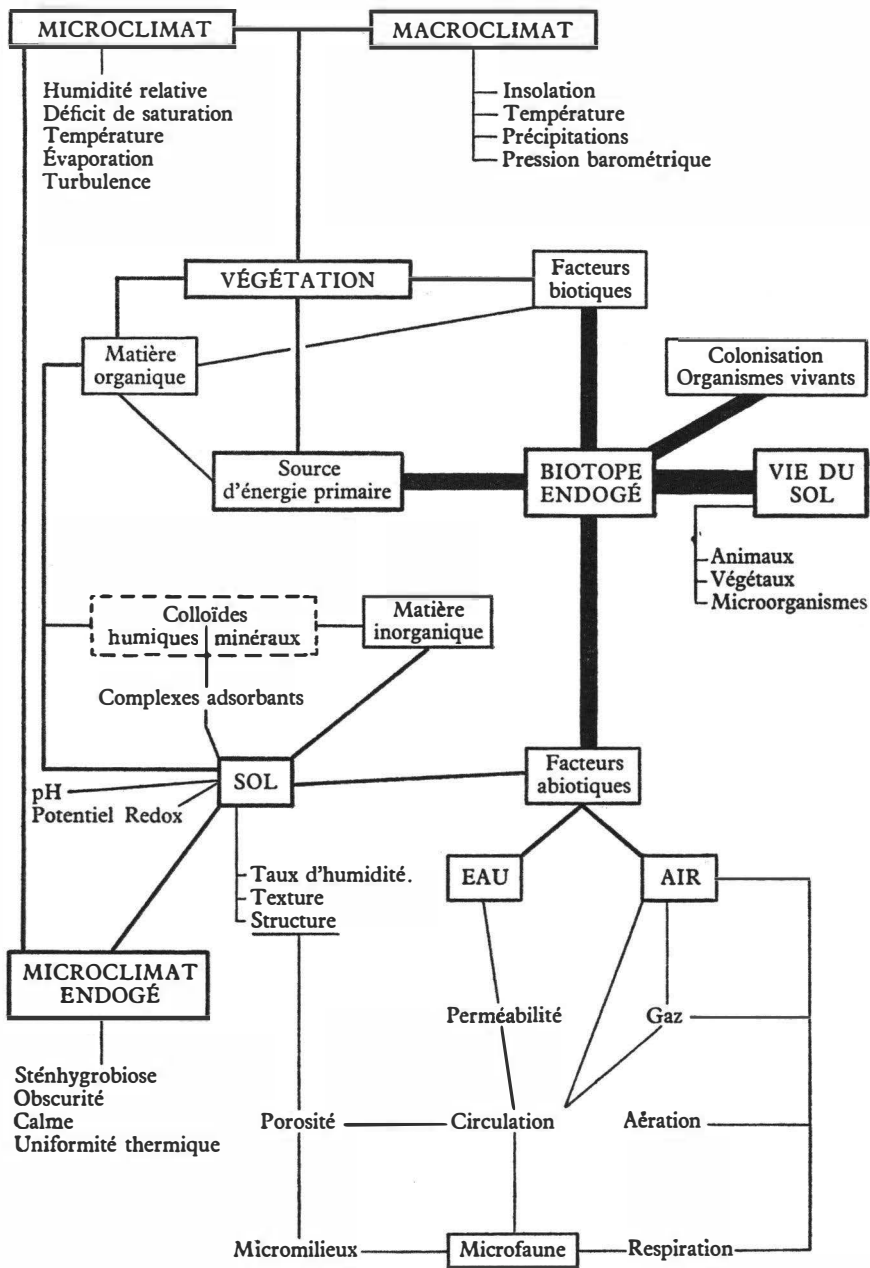 MICROCLIMAT
MACROCLIMAT
Humidité relative
Déficit de saturation
Température
Évaporation
Turbulence
Insolation
Température
Précipitations
Pression barométrique
VÉGÉTATION
Facteurs
biotiques
Matière
organique
Colonisation
Organismes vivants
Source
d'énergie primaire
BIOTOPE
ENDOGÉ
VIE DU
SOL
Animaux
Végétaux
Microorganismes
Colloïdes
humiques minéraux
Matière
inorganique
Complexes adsorbants
SOL
Facteurs
abiotiques
pH
Potentiel Redox
Taux d'humidité.
Texture
Structure
EAU
AIR
MICROCLIMAT
ENDOGÉ
Perméabilité
Gaz
Sténhygrobiose
Obscurité
Calme
Uniformité thermique
Porosité
Circulation
Aération
Micromilieux
Microfaune
Respiration